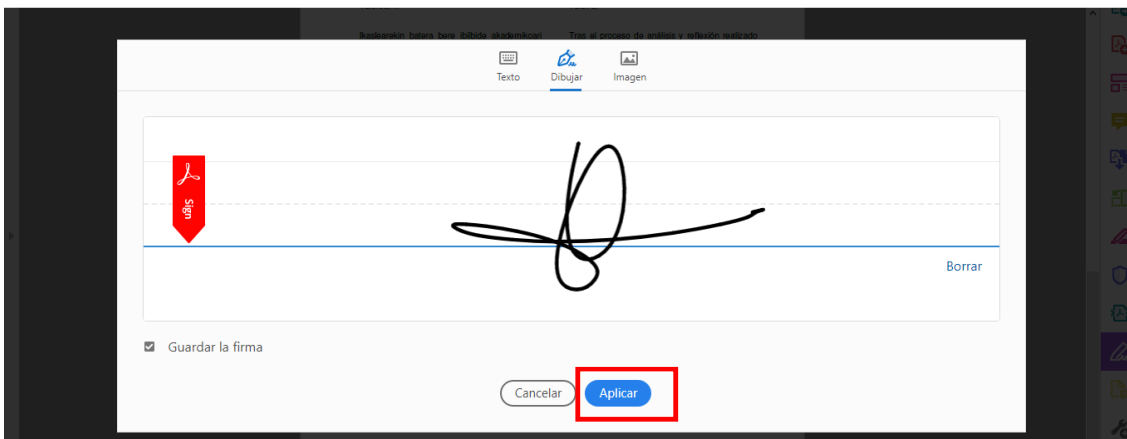 Ikaslearekin batera bere ibilbide akademikoari Tras el proceso de análisis y reflexión realizado
Texto Dibujar Imagen
Sign
Borrar
Guardar la firma
Cancelar Aplicar